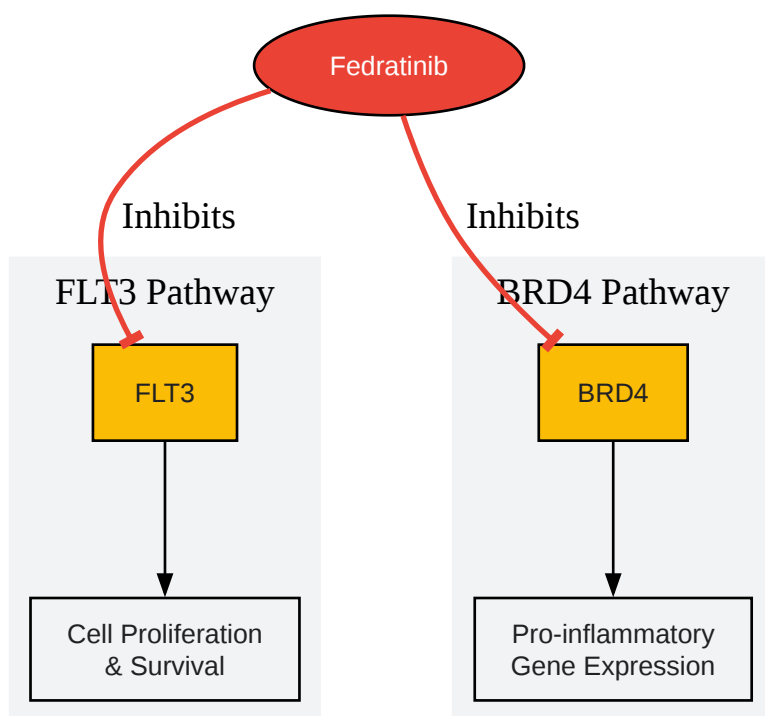 Fedratinib
Inhibits
Inhibits
FLT3 Pathway
BRD4 Pathway
FLT3
BRD4
Cell Proliferation
& Survival
Pro-inflammatory
Gene Expression